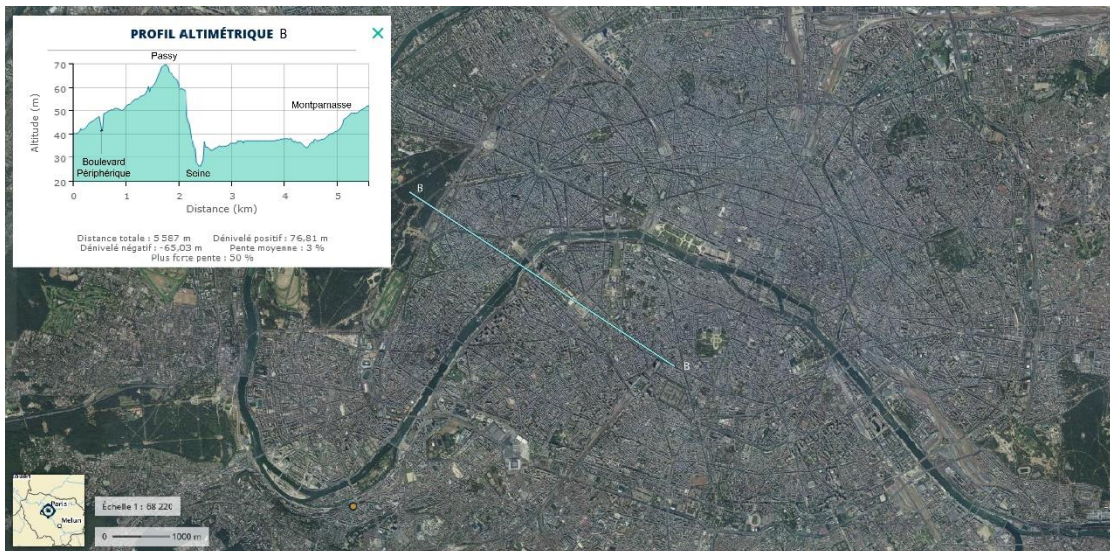 PROFIL ALTIMÉTRIQUE B
Passy
70
60
50
40
30
20
Altitude (m)
Montparnasse
Boulevard
Périphérique
Seine
0
1
2
3
4
5
Distance (km)
Distance totale : 5 587 m Dénivelé positif : 76,81 m
Dénivelé négatif : -65,03 m Pente moyenne : 3 %
Plus forte pente : 50 %
B
B
Paris
Melun
Échelle 1 : 68 220
0 1000 m